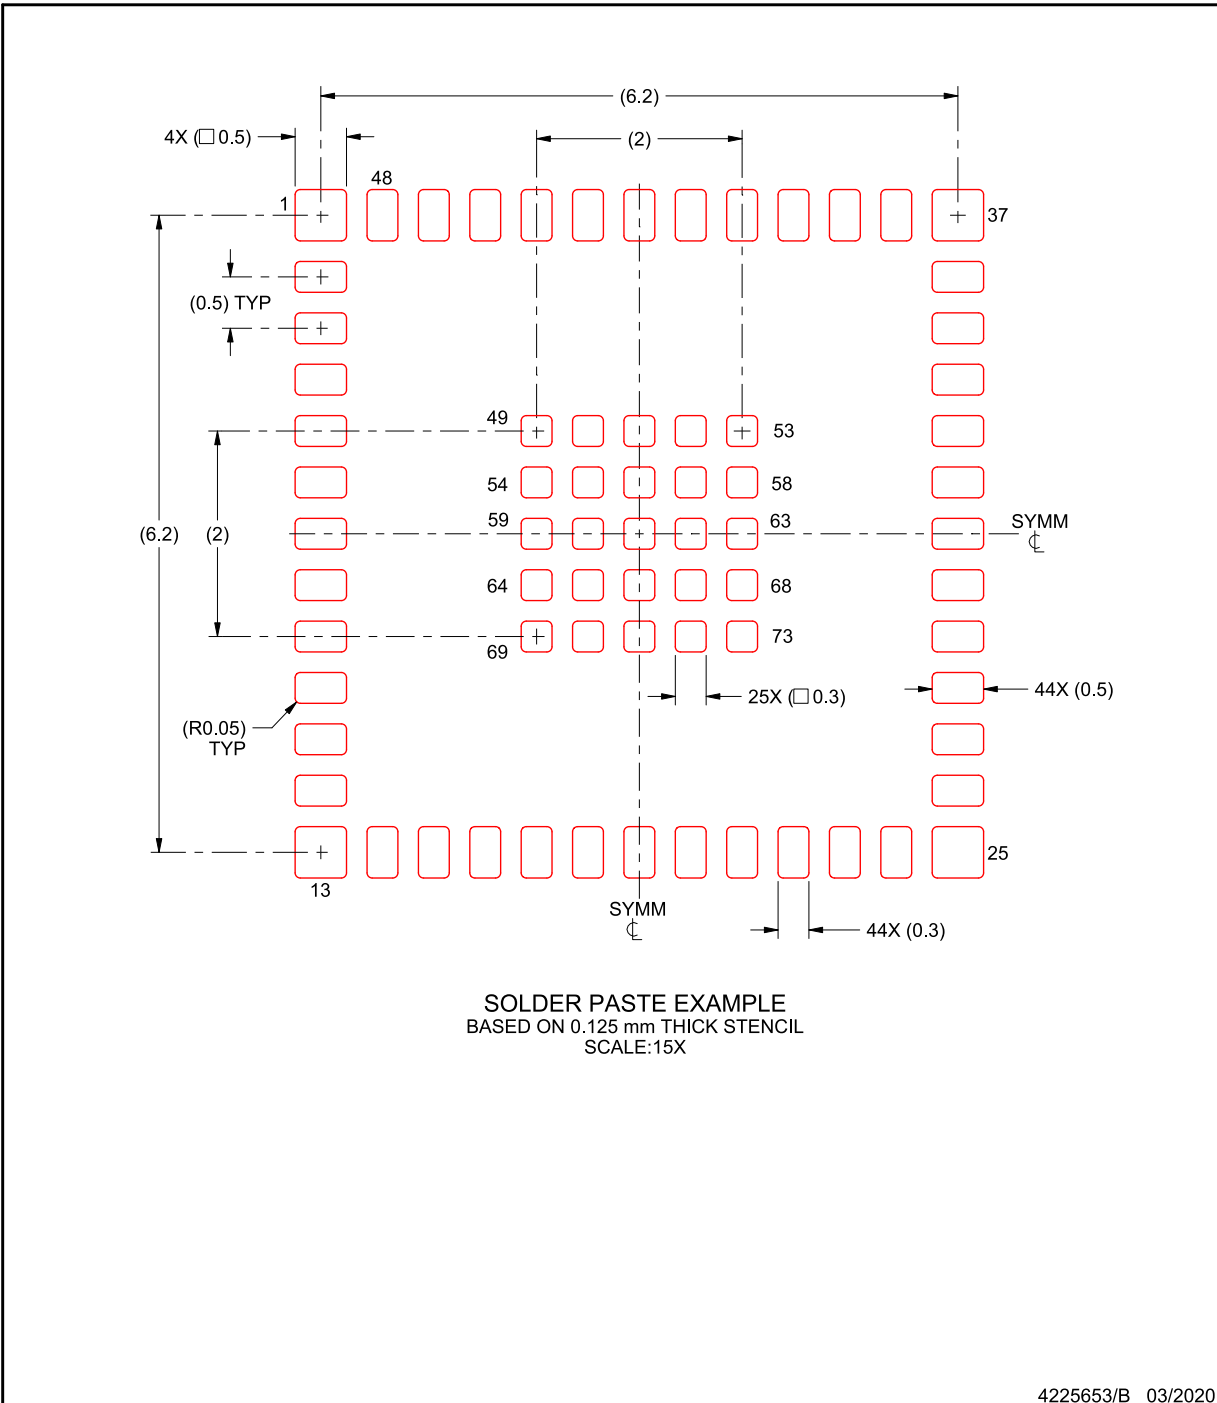 (6.2)
4X (□ 0.5)
(2)
48
1
37
(0.5) TYP
49
53
54
58
59
63
SYMM
℄
(6.2)
(2)
64
68
69
73
25X (□ 0.3)
44X (0.5)
(R0.05)
TYP
25
13
SYMM
℄
44X (0.3)
SOLDER PASTE EXAMPLE
BASED ON 0.125 mm THICK STENCIL
SCALE:15X
4225653/B 03/2020